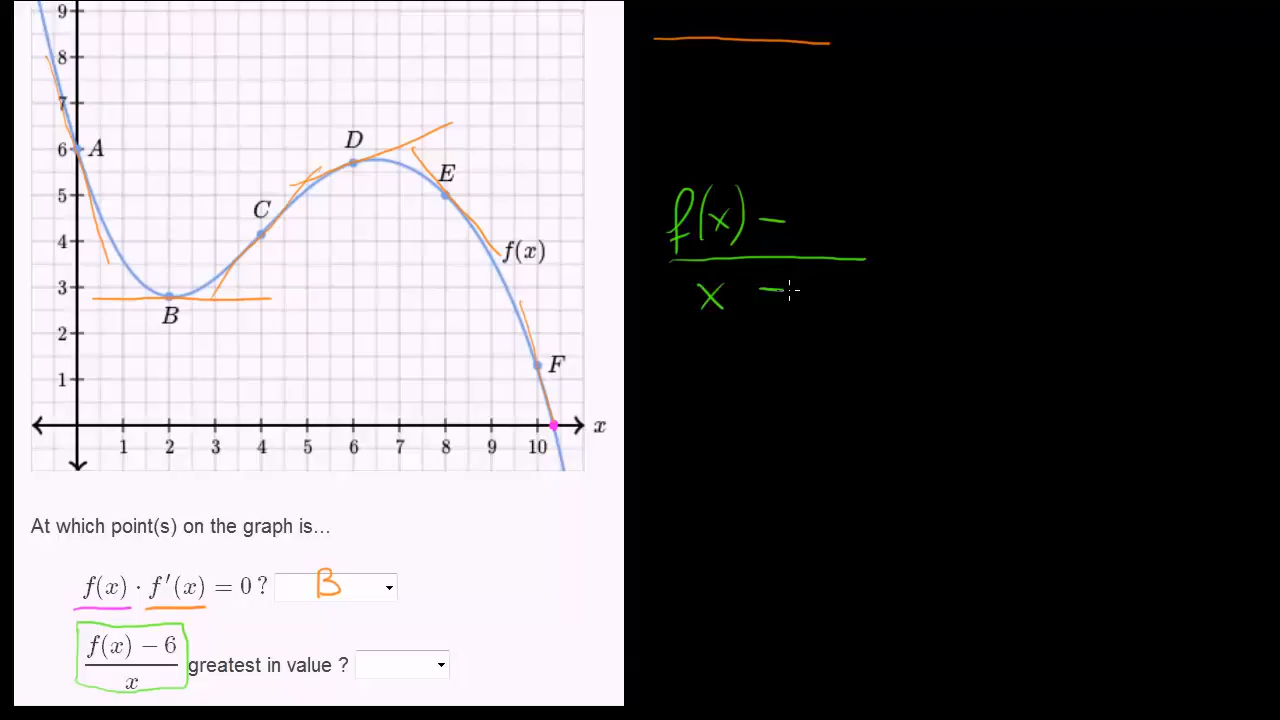 9
8
7
6 A
D
5 E
C
4 f(x)
3
B
2
1 F
1 2 3 4 5 6 7 8 9 10 x
At which point(s) on the graph is...
f(x) · f'(x) = 0 ? B
f(x) − 6
x
greatest in value ?
f(x) −
x −